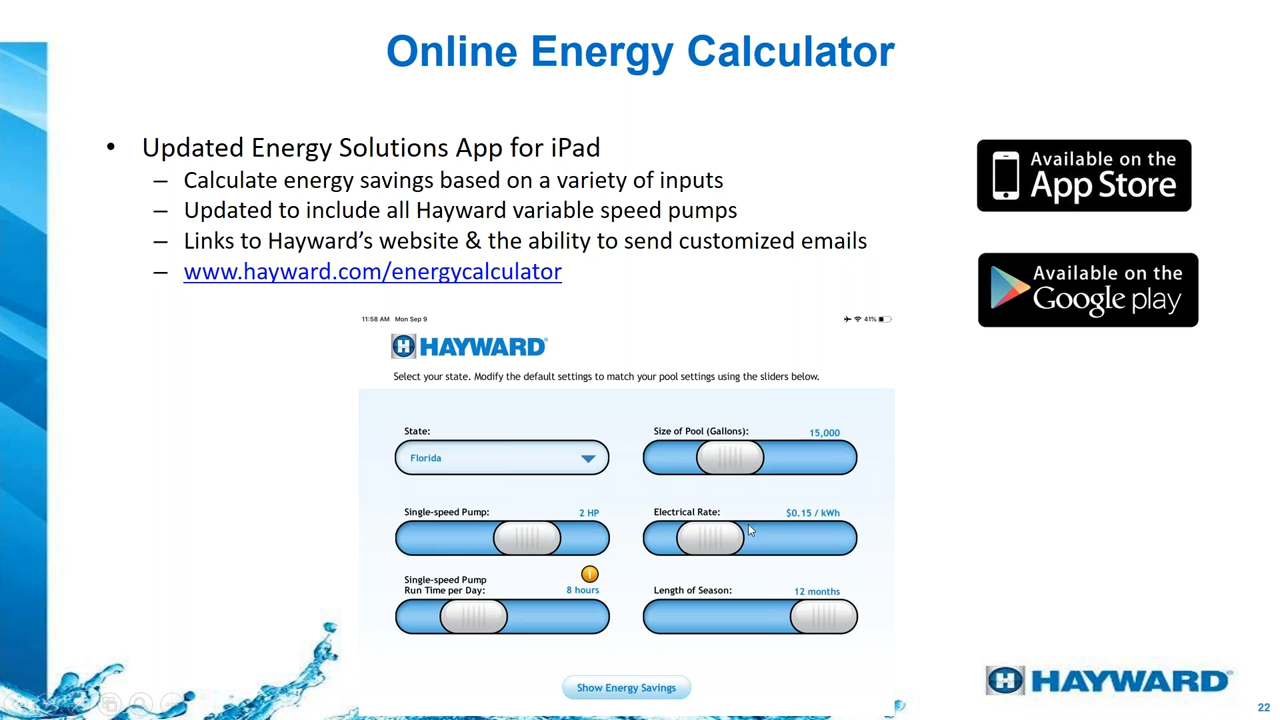 Online Energy Calculator
• Updated Energy Solutions App for iPad
– Calculate energy savings based on a variety of inputs
– Updated to include all Hayward variable speed pumps
– Links to Hayward’s website & the ability to send customized emails
– www.hayward.com/energycalculator
Available on the
App Store
Available on the
Google play
11:58 AM Mon Sep 9
41%
HAYWARD
Select your state. Modify the default settings to match your pool settings using the sliders below.
State:
Florida
Size of Pool (Gallons): 15,000
Single-speed Pump: 2 HP
Electrical Rate: $0.15 / kWh
Single-speed Pump
Run Time per Day: 8 hours
Length of Season: 12 months
Show Energy Savings
HAYWARD
22